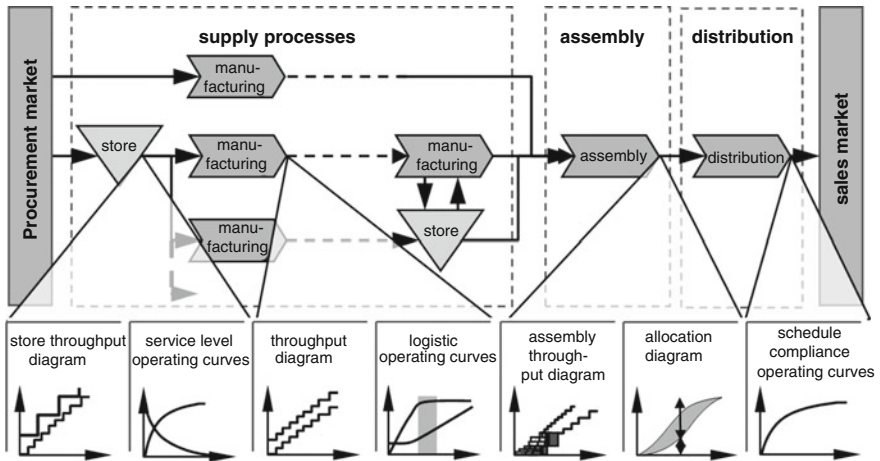 supply processes
assembly
distribution
Procurement market
manu-
facturing
store
manu-
facturing
manu-
facturing
assembly
distribution
sales market
manu-
facturing
store
store throughput
diagram
service level
operating curves
throughput
diagram
logistic
operating curves
assembly
through-
put diagram
allocation
diagram
schedule
compliance
operating curves